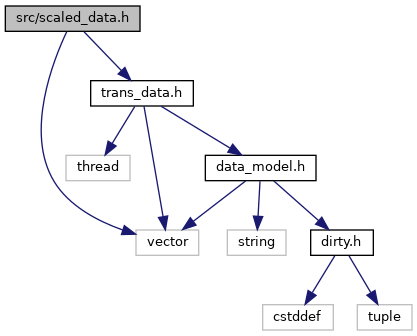 src/scaled_data.h
trans_data.h
thread
data_model.h
vector
string
dirty.h
cstddef
tuple